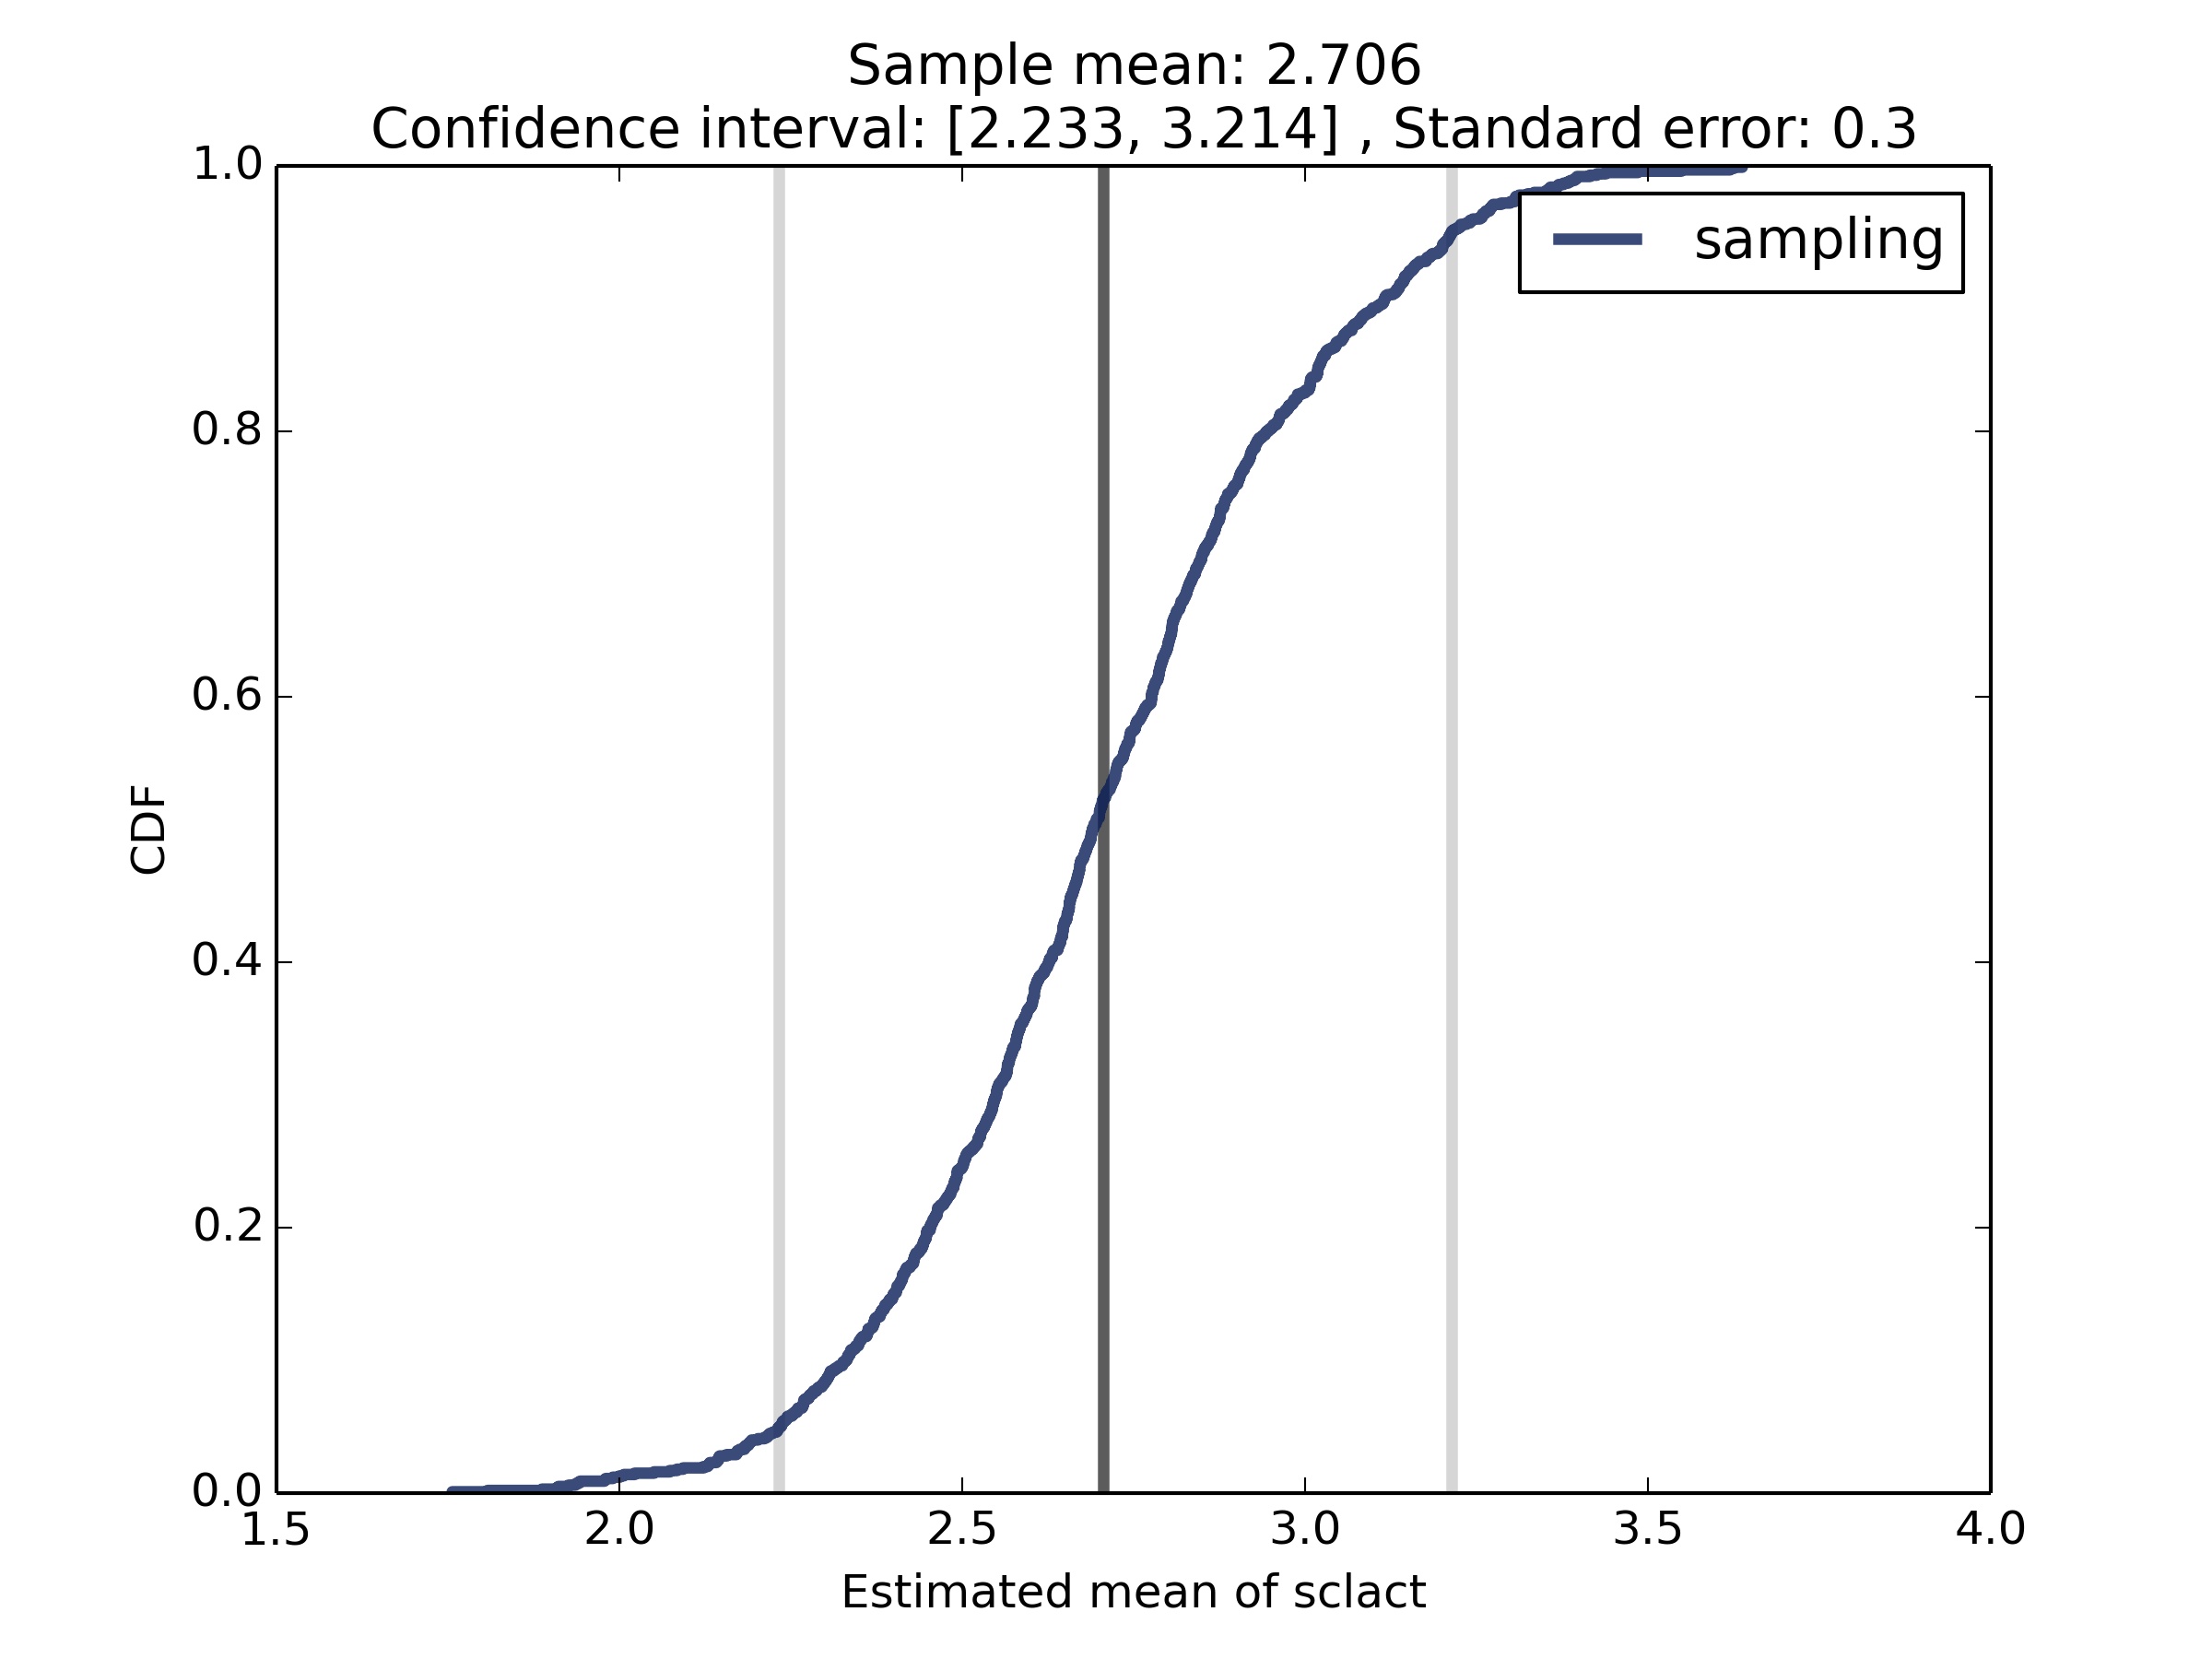 Sample mean: 2.706
Confidence interval: [2.233, 3.214] , Standard error: 0.3
sampling
1.0
0.8
0.6
0.4
0.2
0.0
CDF
1.5 2.0 2.5 3.0 3.5 4.0
Estimated mean of sclact